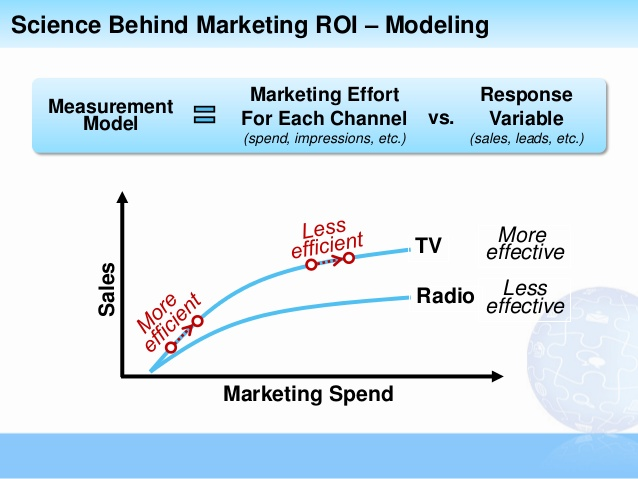 Science Behind Marketing ROI – Modeling
Measurement
Model
=
Marketing Effort
For Each Channel
(spend, impressions, etc.)
vs.
Response
Variable
(sales, leads, etc.)
Sales
More
efficient
Less
efficient
TV
More
effective
Radio
Less
effective
Marketing Spend